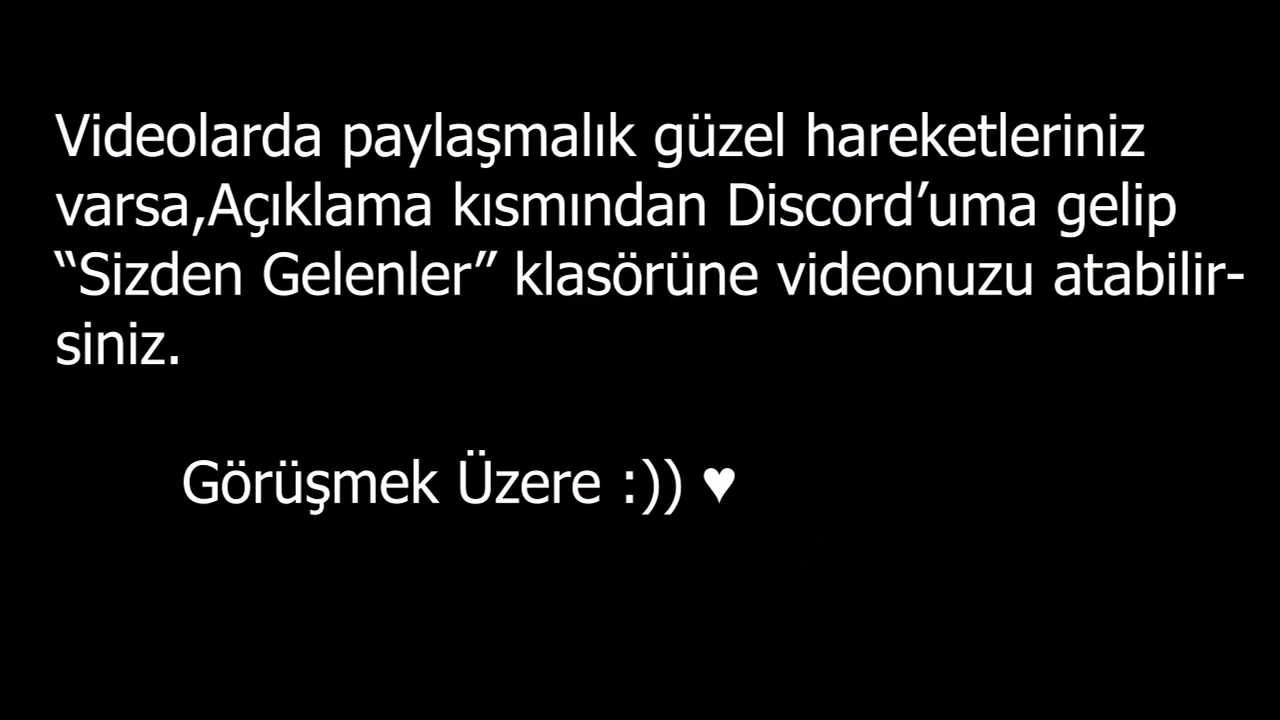 Videolarda paylaşmalık güzel hareketleriniz
varsa,Açıklama kısmından Discord’uma gelip
“Sizden Gelenler” klasörüne videonuzu atabilir-
siniz.
Görüşmek Üzere :)) ♥